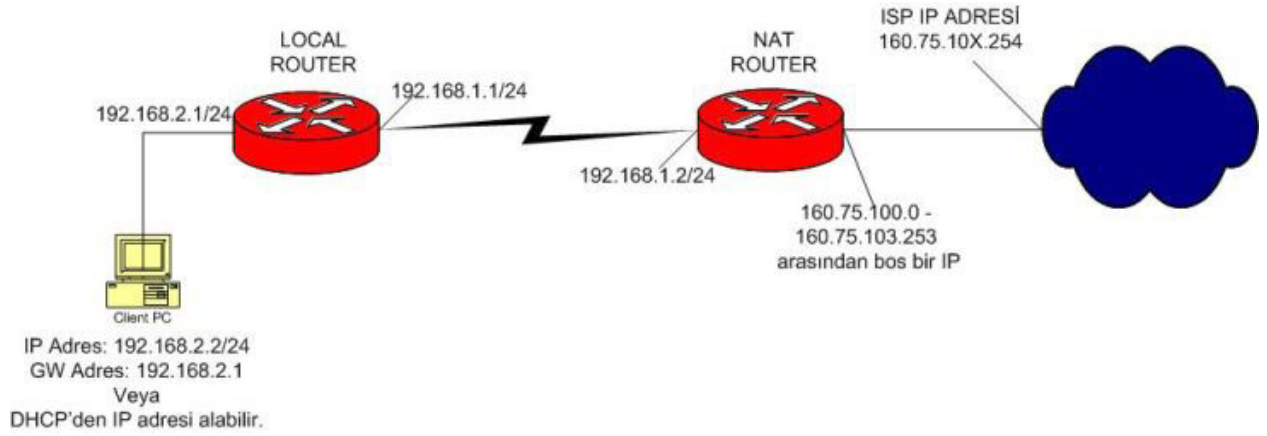 LOCAL
ROUTER
192.168.2.1/24
192.168.1.1/24
NAT
ROUTER
192.168.1.2/24
ISP IP ADRESİ
160.75.10X.254
160.75.100.0 -
160.75.103.253
arasından bos bir IP
Client PC
IP Adres: 192.168.2.2/24
GW Adres: 192.168.2.1
Veya
DHCP'den IP adresi alabilir.